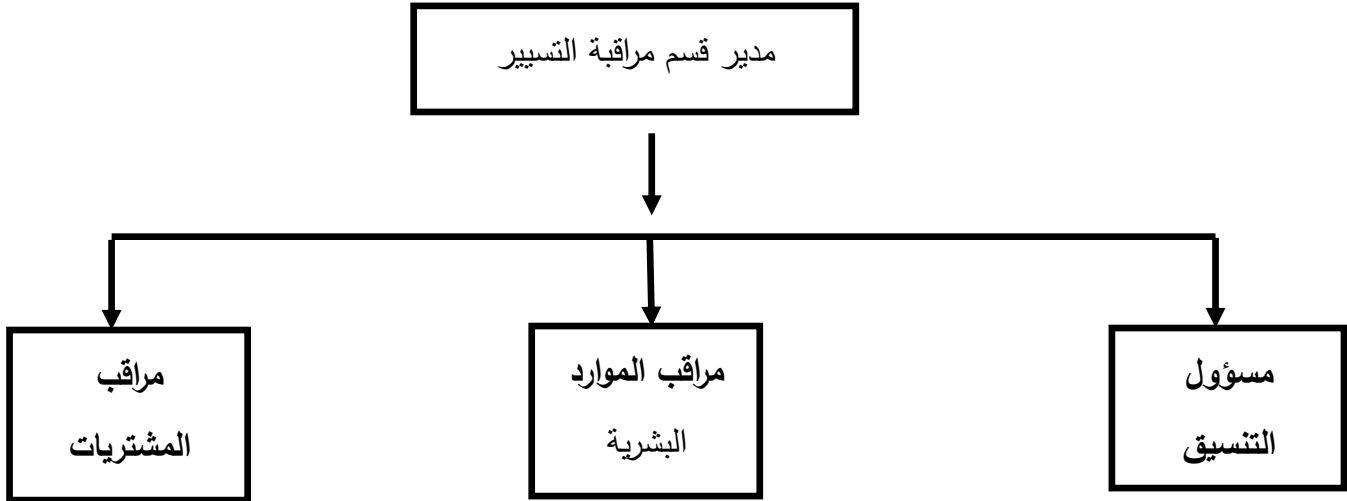 مدير قسم مراقبة التسيير
مسؤول
التنسيق
مراقب الموارد
البشرية
مراقب
المشتريات